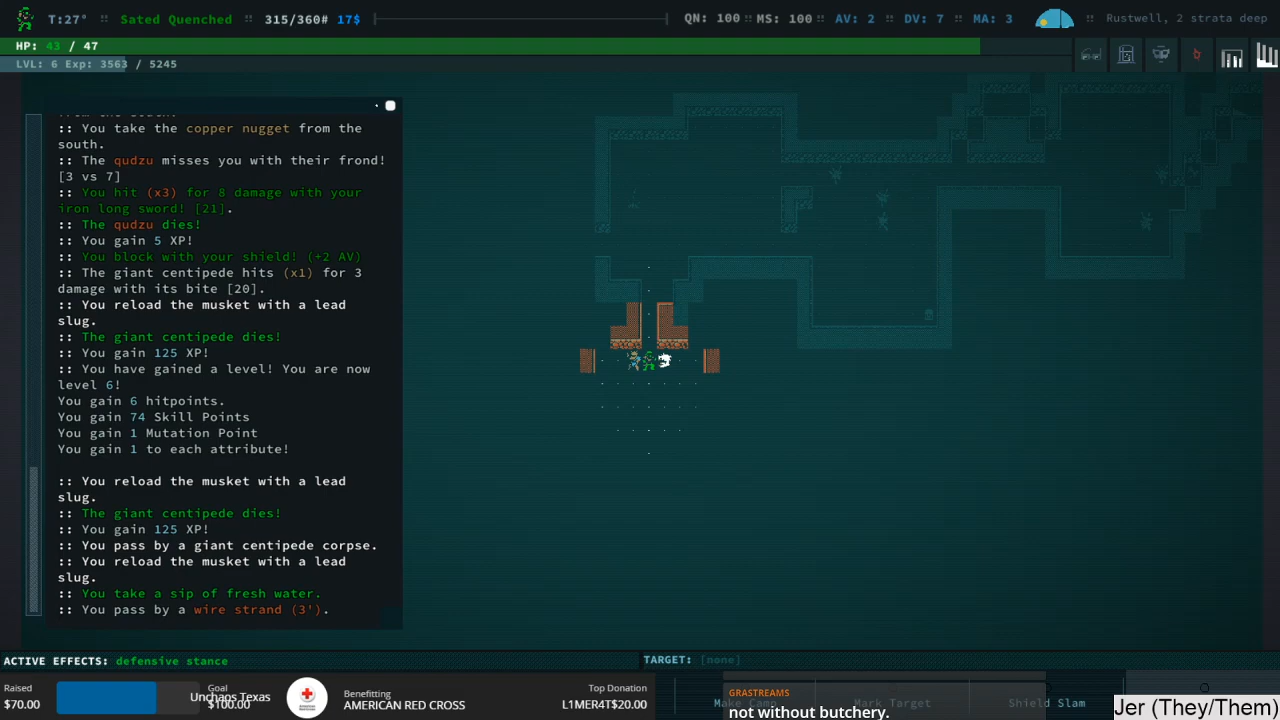 T:27° :: Sated Quenched :: 315/360# 17$
QN: 100 :: MS: 100 :: AV: 2 :: DV: 7 :: MA: 3 :: Rustwell, 2 strata deep
HP: 43 / 47
LVL: 6 Exp: 3563 / 5245
:: You take the copper nugget from the
south.
:: The qudzu misses you with their frond!
[3 vs 7]
:: You hit (x3) for 8 damage with your
iron long sword! [21].
:: The qudzu dies!
:: You gain 5 XP!
:: You block with your shield! (+2 AV)
:: The giant centipede hits (x1) for 3
damage with its bite [20].
:: You reload the musket with a lead
slug.
:: The giant centipede dies!
:: You gain 125 XP!
:: You have gained a level! You are now
level 6!
You gain 6 hitpoints.
You gain 74 Skill Points
You gain 1 Mutation Point
You gain 1 to each attribute!
:: You reload the musket with a lead
slug.
:: The giant centipede dies!
:: You gain 125 XP!
:: You pass by a giant centipede corpse.
:: You reload the musket with a lead
slug.
:: You take a sip of fresh water.
:: You pass by a wire strand (3').
ACTIVE EFFECTS: defensive stance
TARGET: [none]
Raised
$70.00
Goal
$100.00
Unchaos Texas
Benefitting
AMERICAN RED CROSS
Top Donation
L1MER4T$20.00
Make Camp
Mark Target
Shield Slam
GRASTREAMS
not without butchery.
Jer (They/Them)